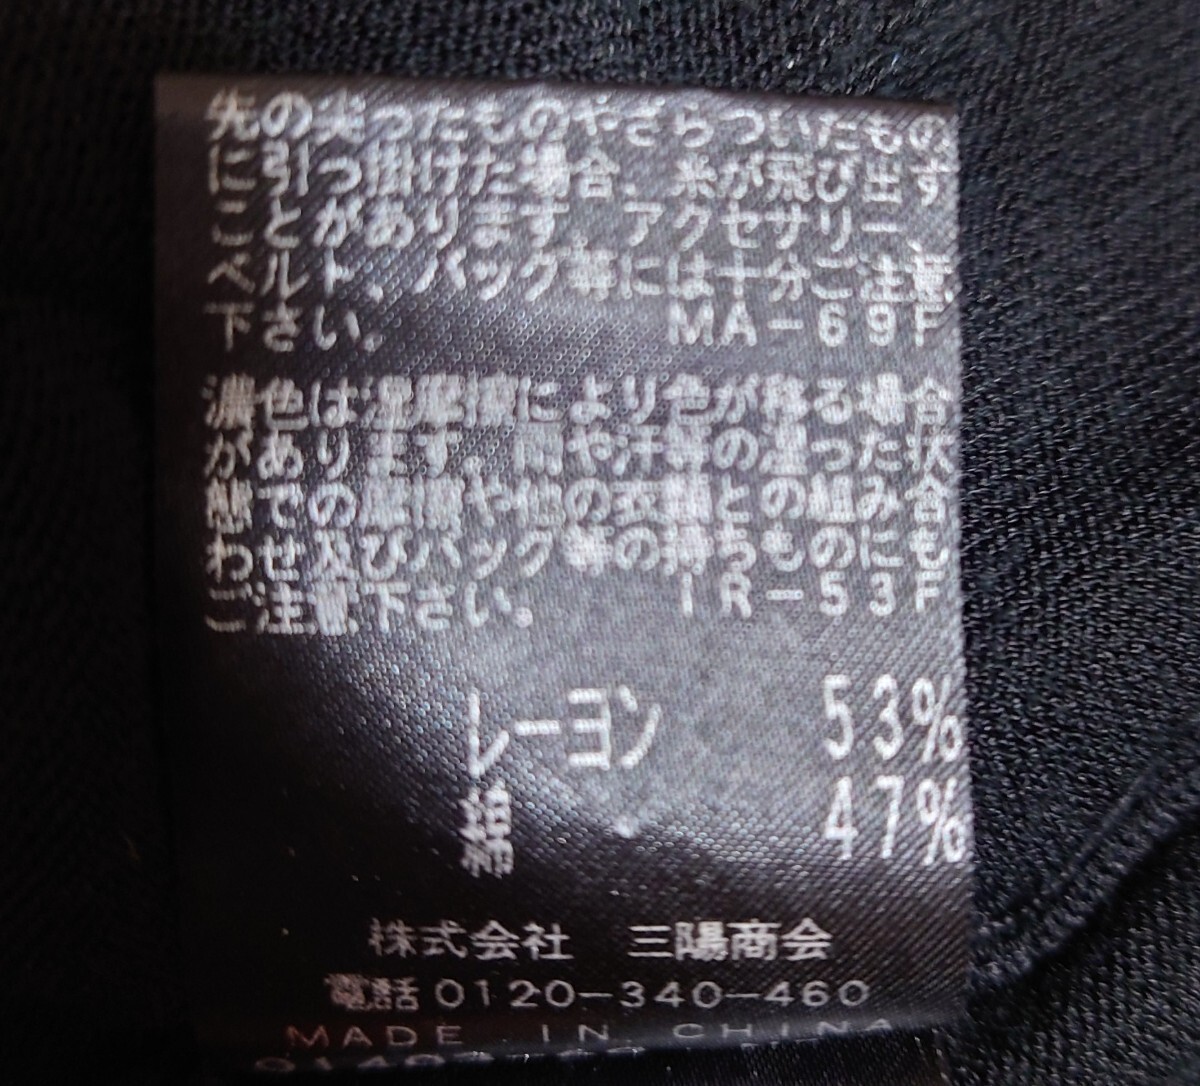 先の尖ったものやざらついたもの
に引っ掛けた場合、糸が飛び出す
ことがあります。アクセサリー、
ベルト、バッグ等には十分ご注意
下さい。 MA-69F
濃色は湿摩擦により色が移る場合
があります。雨や汗等の湿った状
態での摩擦や他の衣類との組み合
わせ及びバッグ等の持ちものにも
ご注意下さい。 IR-53F
レーヨン 53%
綿 47%
株式会社 三陽商会
電話0120-340-460
MADE IN CHINA